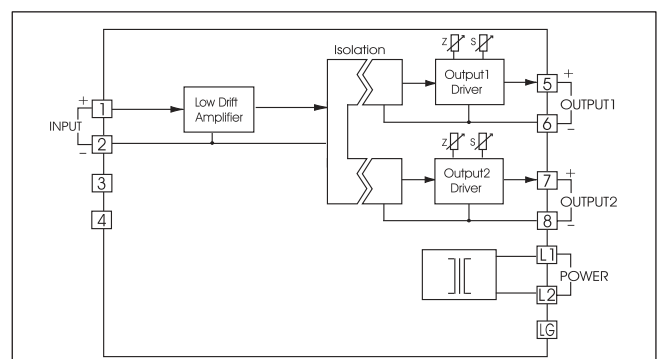 Isolation
Z S
Output1
Driver
5 +
OUTPUT1
6 −
+ 1
INPUT
− 2
Low Drift
Amplifier
3
4
Z S
Output2
Driver
7 +
OUTPUT2
8 −
L1
POWER
L2
LG